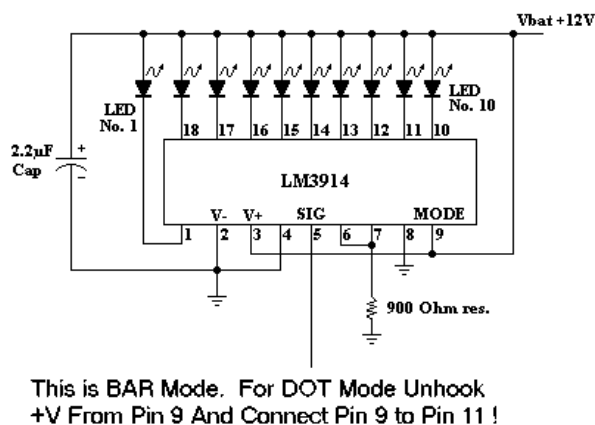 Vbat +12V
LED
No. 1
LED
No. 10
2.2µF
Cap
+
-
18 17 16 15 14 13 12 11 10
LM3914
V- V+ SIG MODE
1 2 3 4 5 6 7 8 9
900 Ohm res.
This is BAR Mode. For DOT Mode Unhook
+V From Pin 9 And Connect Pin 9 to Pin 11 !